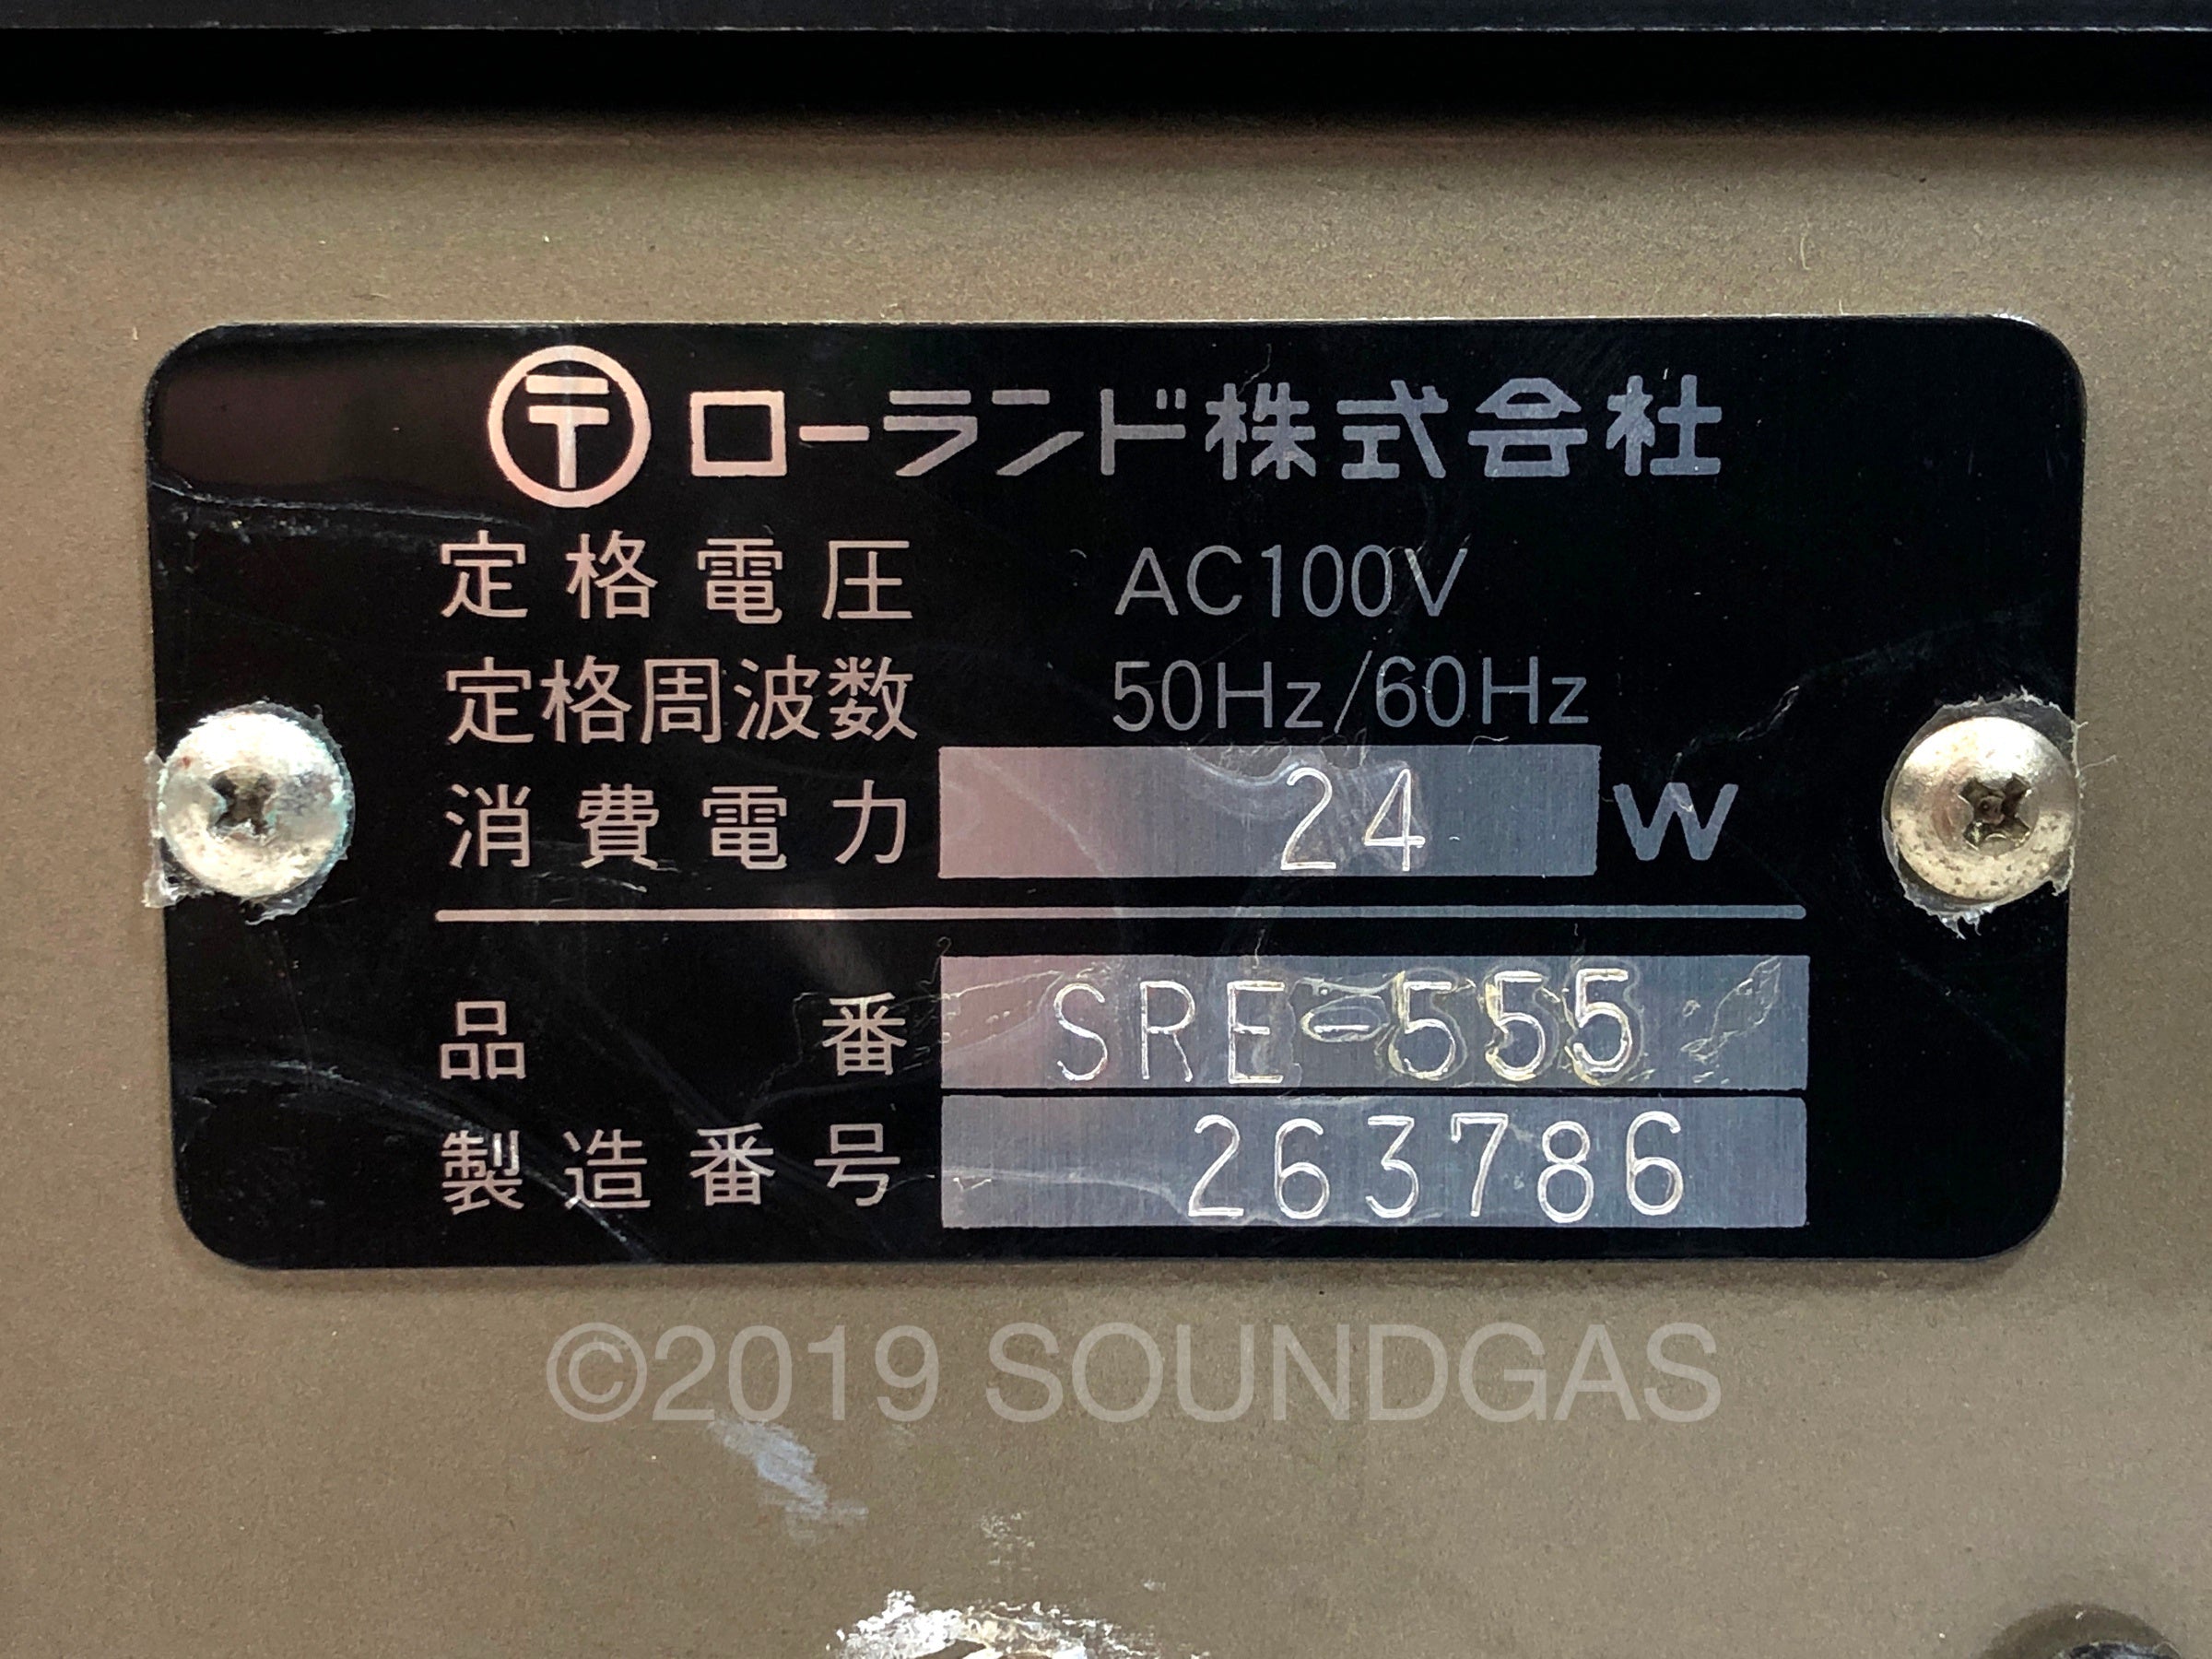 〒 ローランド株式会社
定格電圧 AC100V
定格周波数 50Hz/60Hz
消費電力 24 W
品番 SRE-555
製造番号 263786
©2019 SOUNDGAS